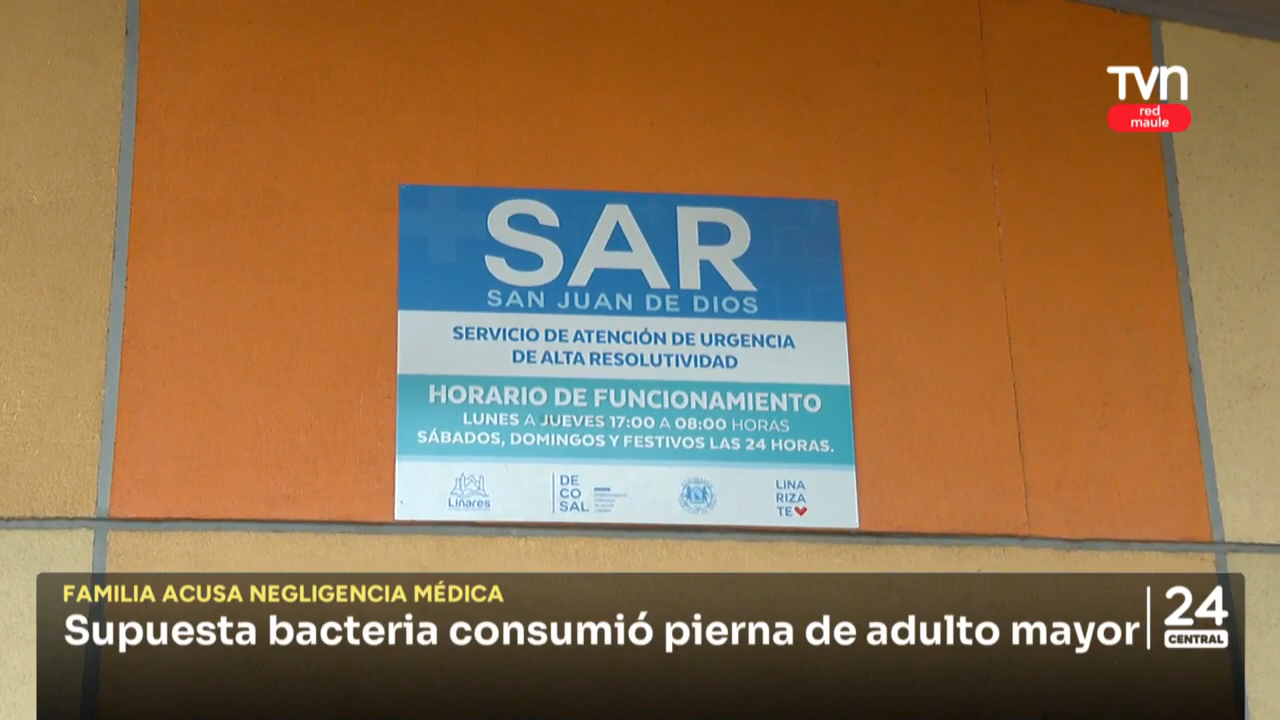 TVN
red
maule
SAR
SAN JUAN DE DIOS
SERVICIO DE ATENCIÓN DE URGENCIA
DE ALTA RESOLUTIVIDAD
HORARIO DE FUNCIONAMIENTO
LUNES A JUEVES 17:00 A 08:00 HORAS
SÁBADOS, DOMINGOS Y FESTIVOS LAS 24 HORAS.
Linares
DE
CO
SAL
LINA
RIZA
TE
FAMILIA ACUSA NEGLIGENCIA MÉDICA
Supuesta bacteria consumió pierna de adulto mayor
24
CENTRAL